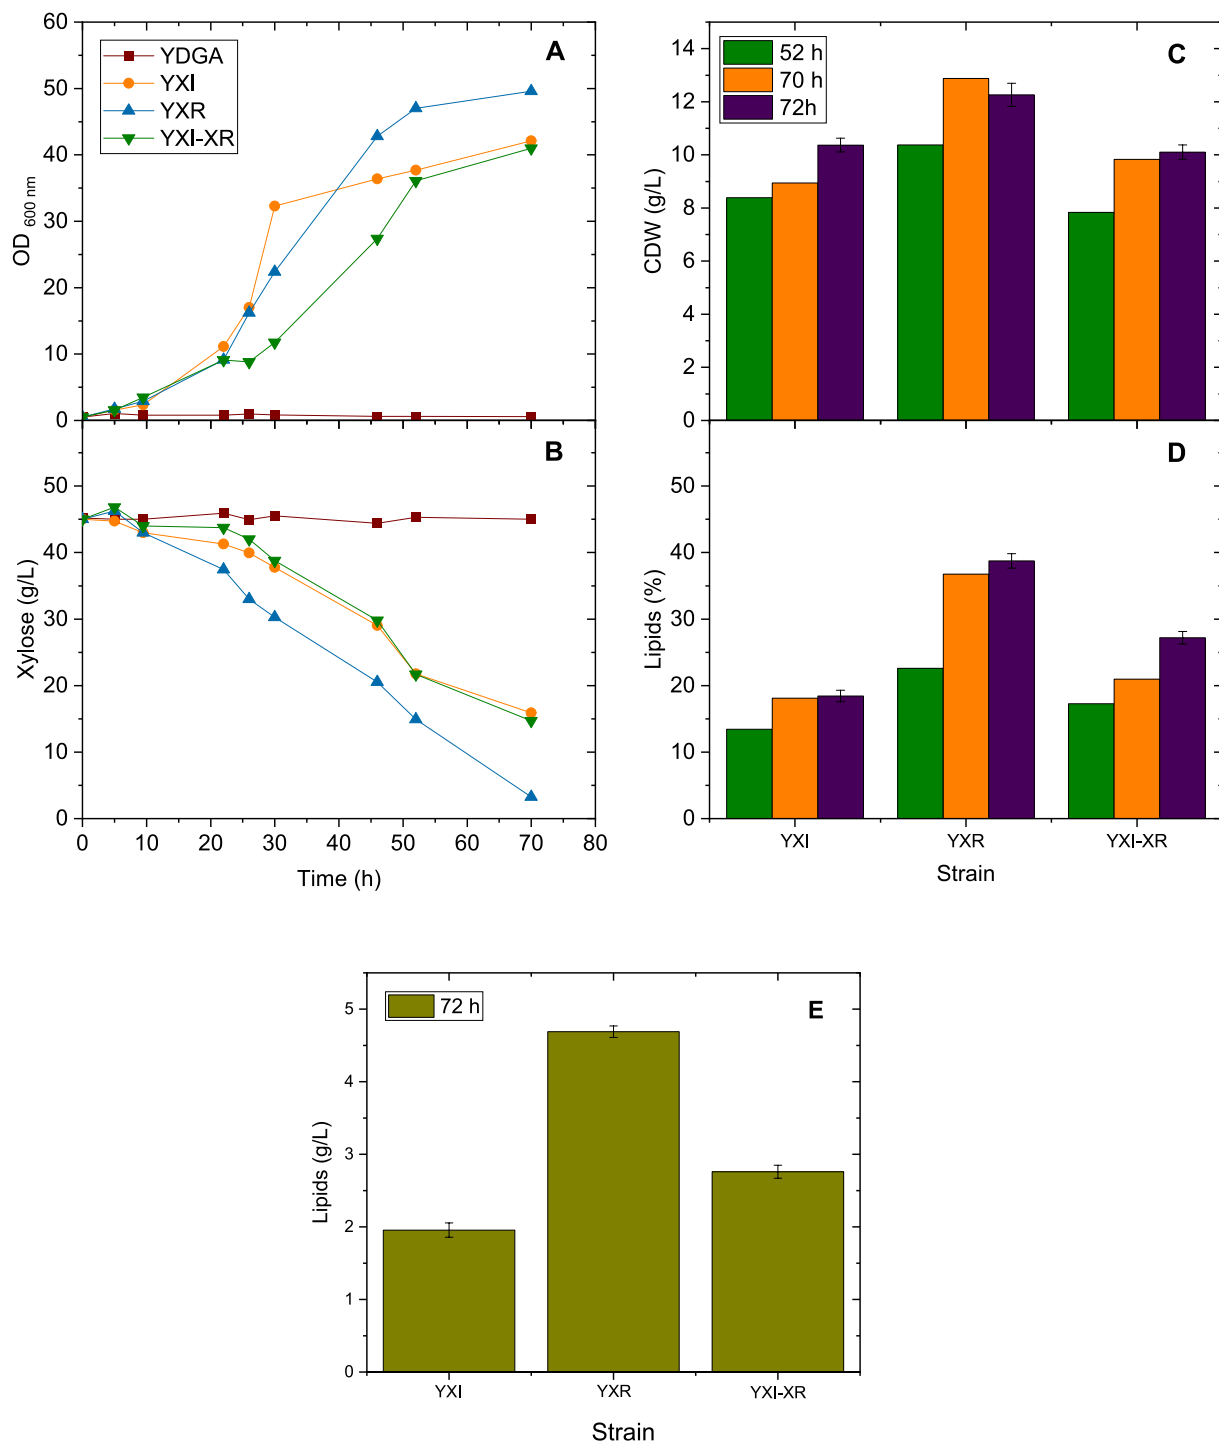 A
YDGA
YXI
YXR
YXI-XR
60
50
40
30
20
10
0
OD 600 nm
B
50
40
30
20
10
0
Xylose (g/L)
0 10 20 30 40 50 60 70 80
Time (h)
C
52 h
70 h
72h
14
12
10
8
6
4
2
0
CDW (g/L)
D
50
40
30
20
10
0
Lipids (%)
YXI YXR YXI-XR
Strain
E
72 h
5
4
3
2
1
0
Lipids (g/L)
YXI YXR YXI-XR
Strain